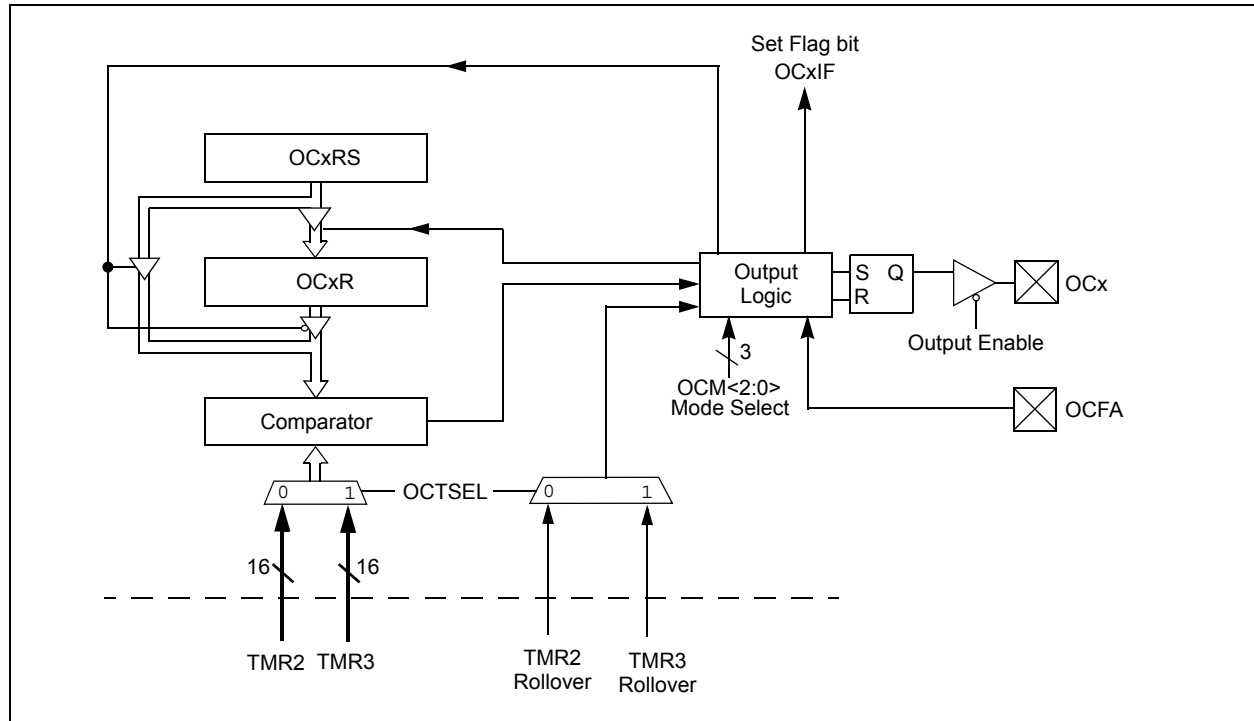 Set Flag bit
OCxIF
OCxRS
OCxR
Output
Logic
S Q
R
OCx
Output Enable
3
OCM<2:0>
Mode Select
OCFA
Comparator
0 1
OCTSEL
0 1
16
16
TMR2
TMR3
TMR2
Rollover
TMR3
Rollover